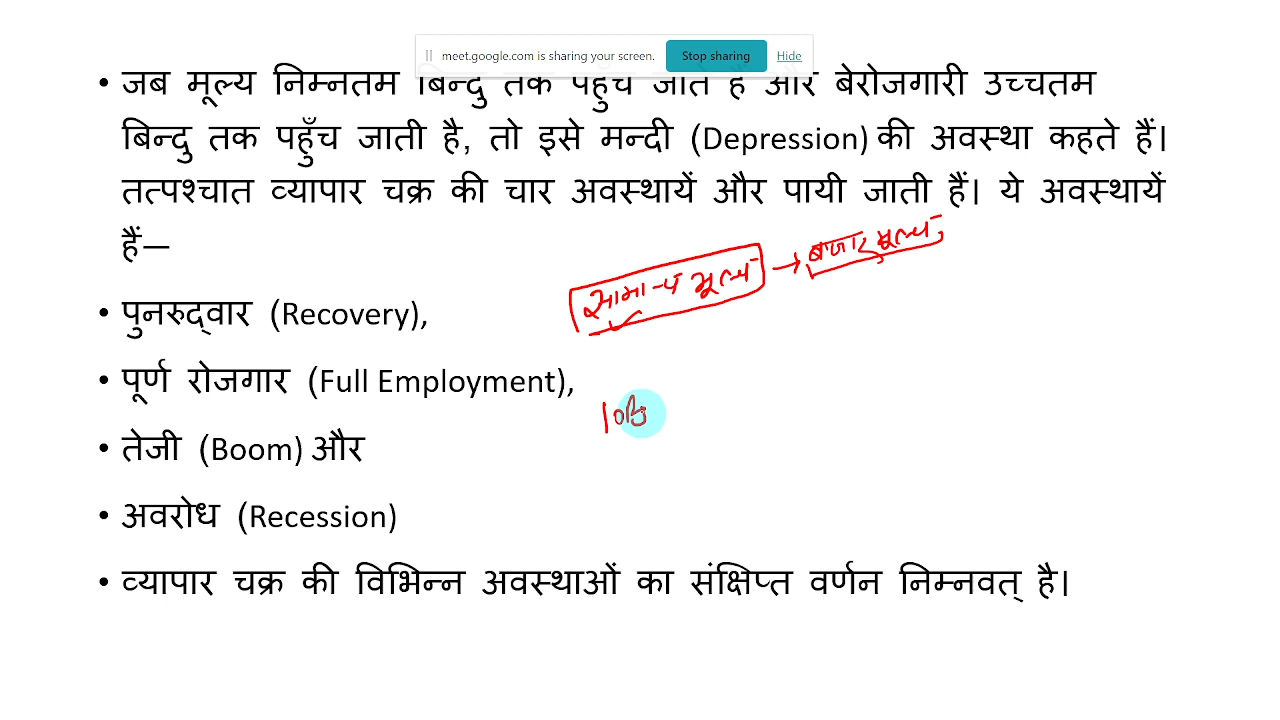 meet.google.com is sharing your screen. Stop sharing Hide
• जब मूल्य निम्नतम बिन्दु तक पहुँच जाते हैं और बेरोजगारी उच्चतम
बिन्दु तक पहुँच जाती है, तो इसे मन्दी (Depression) की अवस्था कहते हैं।
तत्पश्चात व्यापार चक्र की चार अवस्थायें और पायी जाती हैं। ये अवस्थायें
हैं—
सामान्य मूल्य → बजार मूल्य
• पुनरुद्वार (Recovery),
• पूर्ण रोजगार (Full Employment),
• तेजी (Boom) और
• अवरोध (Recession)
• व्यापार चक्र की विभिन्न अवस्थाओं का संक्षिप्त वर्णन निम्नवत् है।